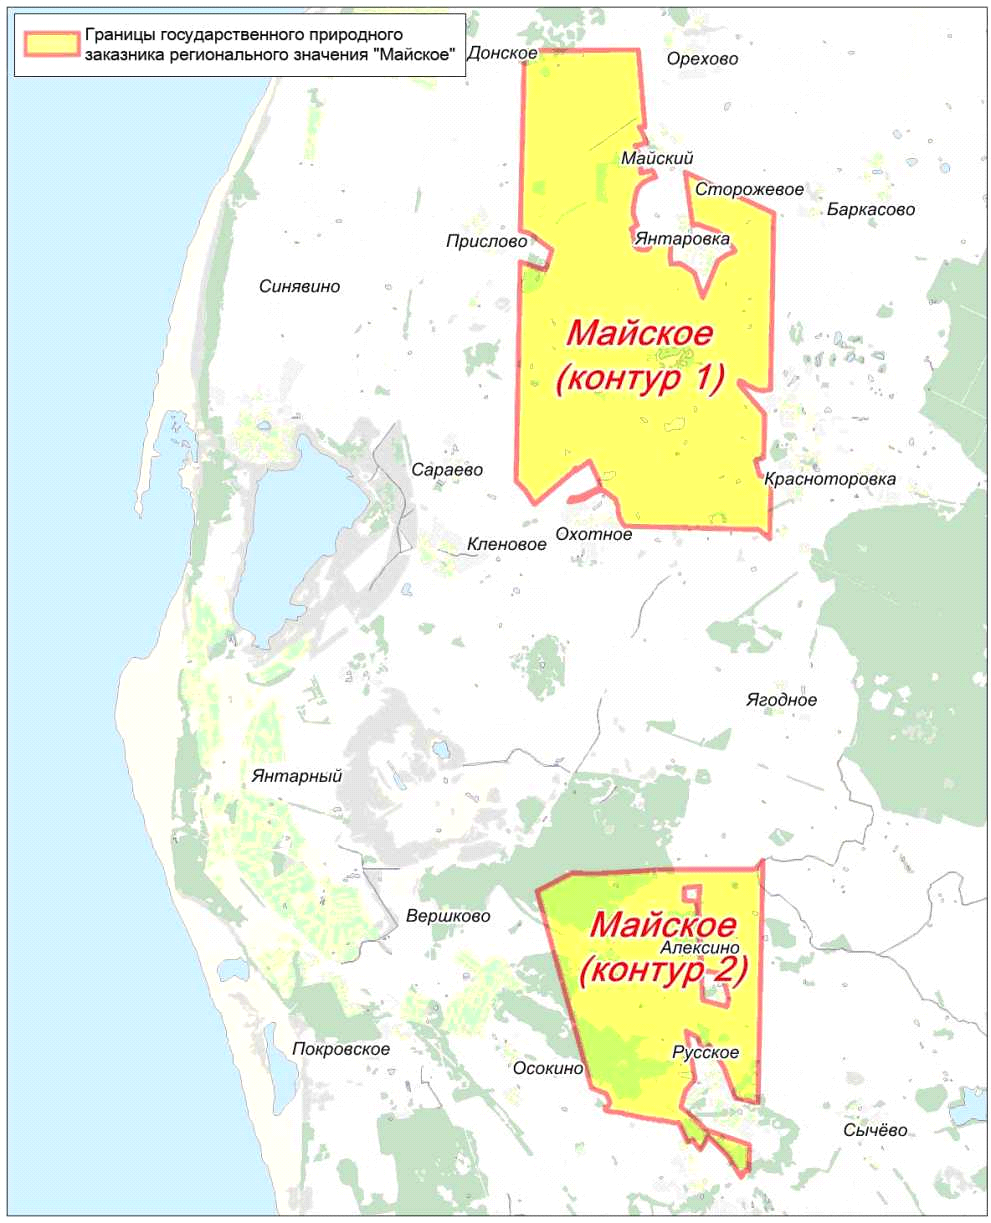 Границы государственного природного
заказника регионального значения "Майское"
Донское
Орехово
Майский
Сторожевое
Баркасово
Прислово
Янтаровка
Синявино
Майское
(контур 1)
Сараево
Красноторовка
Охотное
Кленовое
Ягодное
Янтарный
Вершково
Майское
Алексино
(контур 2)
Покровское
Русское
Осокино
Сычёво